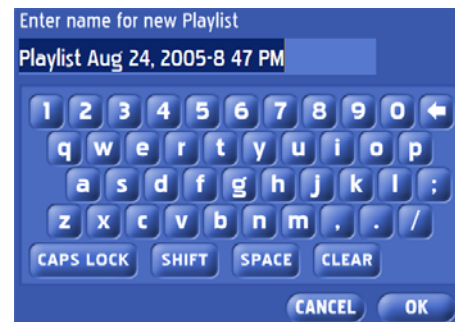 Enter name for new Playlist
Playlist Aug 24, 2005-8 47 PM
1 2 3 4 5 6 7 8 9 0 ←
q w e r t y u i o p
a s d f g h j k l ;
z x c v b n m , . /
CAPS LOCK SHIFT SPACE CLEAR
CANCEL OK